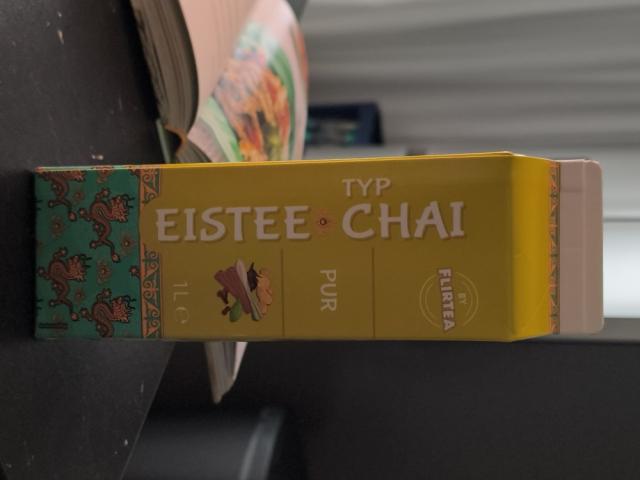 TYP
EISTEE CHAI
BY
FLIRTEA
PUR
1L e